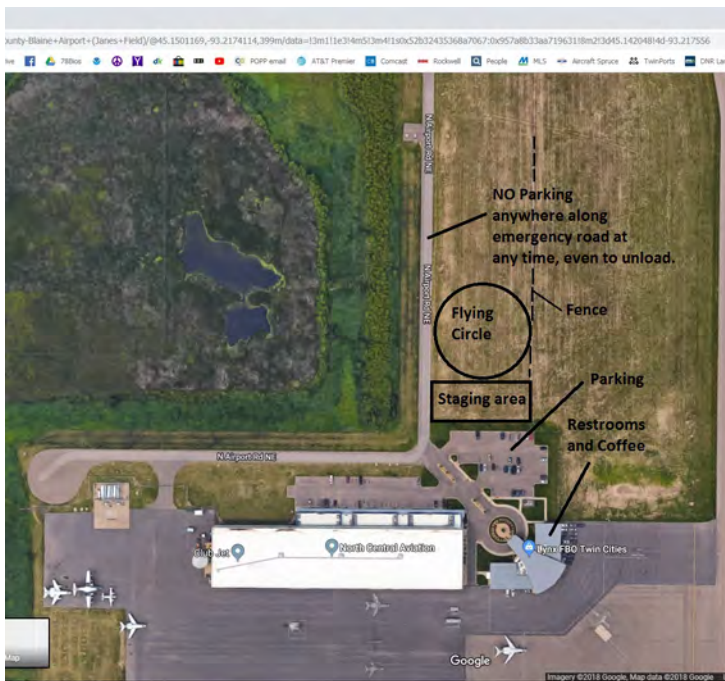 ounty-Blaine+Airport+(Janes+Field)/@45.1501169,-93.2174114,399m/data=!3m1!1e3!4m5!3m4!1s0x52b32435368a7067:0x957a8b33aa719631!8m2!3d45.142048!4d-93.217556
78Bios
POPP email
AT&T Premier
Comcast
Rockwell
People
MLS
Aircraft Spruce
TwinPorts
DNR La
N Airport Rd NE
NO Parking
anywhere along
emergency road at
any time, even to unload.
N Airport Rd NE
Flying
Circle
Fence
Parking
Staging area
Restrooms
and Coffee
N Airport Rd NE
Club Jet
North Central Aviation
Lynx FBO Twin Cities
Map
Google
Imagery ©2018 Google, Map data ©2018 Google